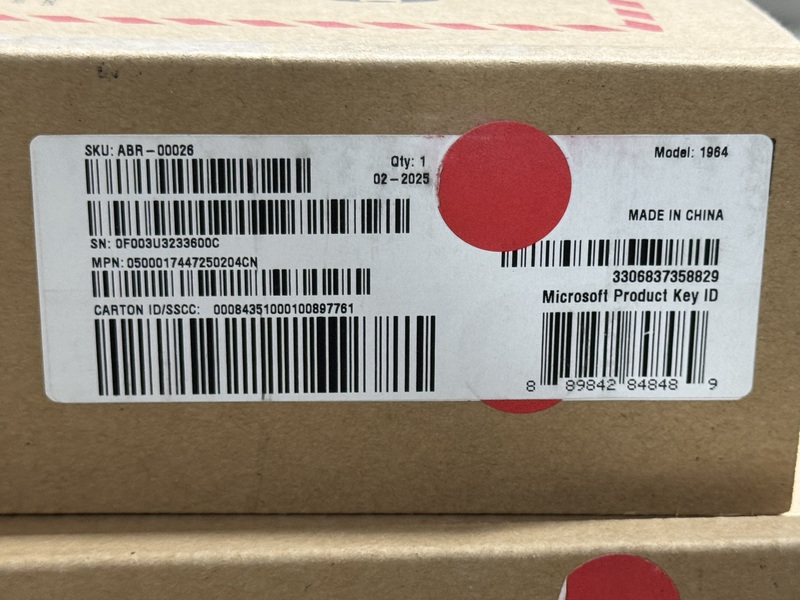 SKU: ABR-00026
Qty: 1
02-2025
Model: 1964
MADE IN CHINA
SN: 0F003U3233600C
MPN: 0500017447250204CN
3306837358829
Microsoft Product Key ID
CARTON ID/SSCC: 00084351000100897761
8 89842 84848 9